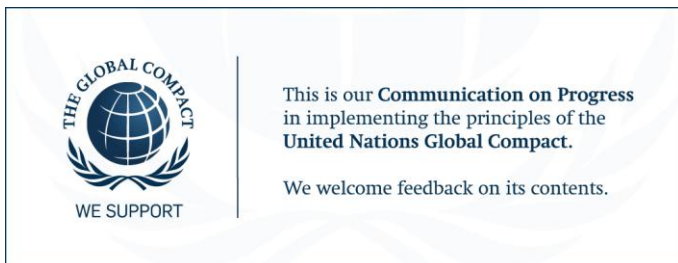 THE GLOBAL COMPACT
WE SUPPORT
This is our Communication on Progress
in implementing the principles of the
United Nations Global Compact.
We welcome feedback on its contents.